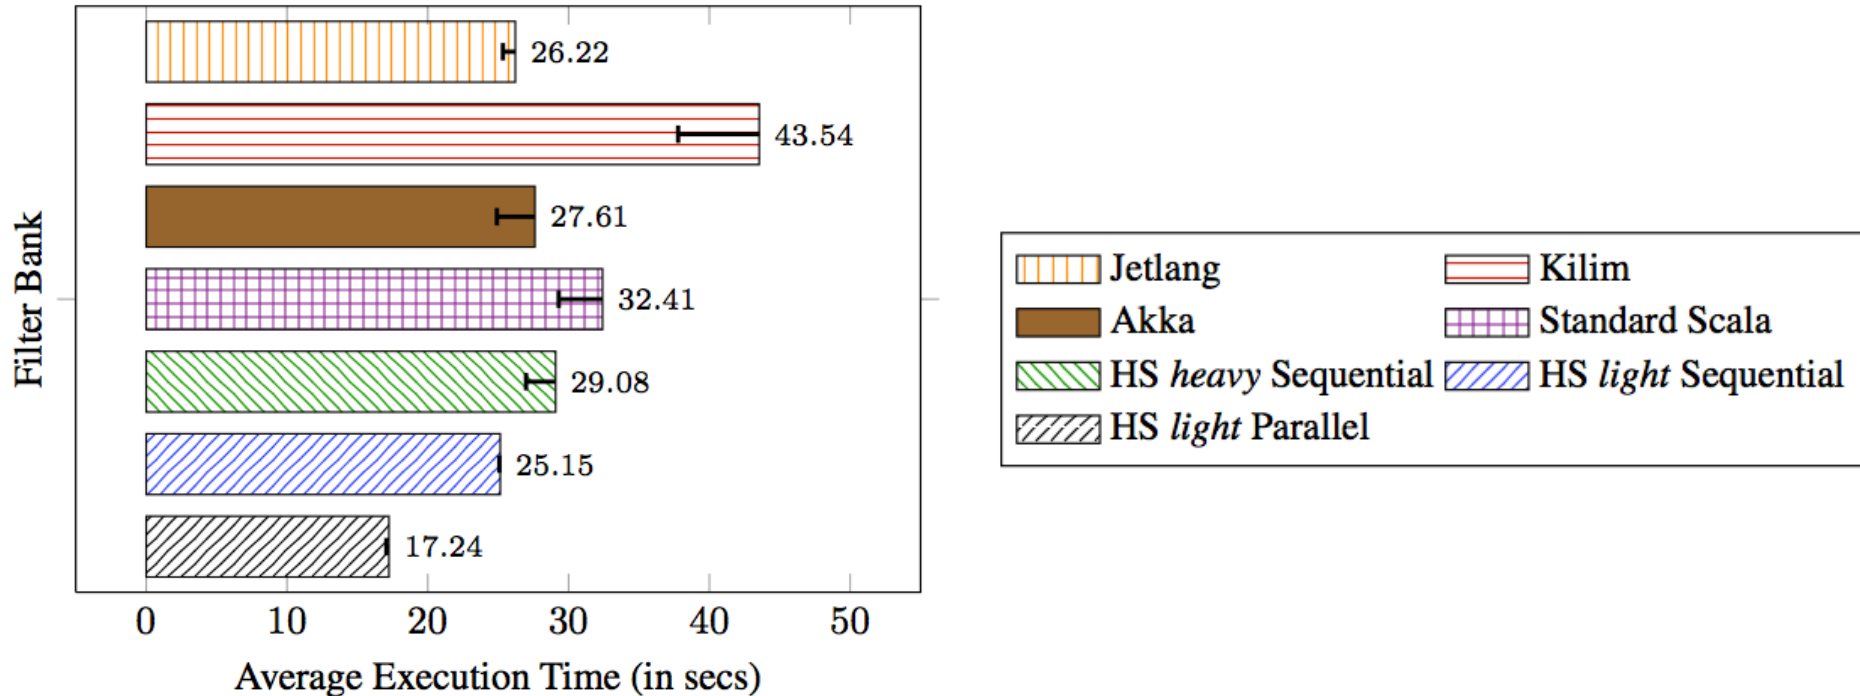 Filter Bank
26.22
43.54
27.61
32.41
29.08
25.15
17.24
0 10 20 30 40 50
Average Execution Time (in secs)
Jetlang Kilim
Akka Standard Scala
HS heavy Sequential HS light Sequential
HS light Parallel